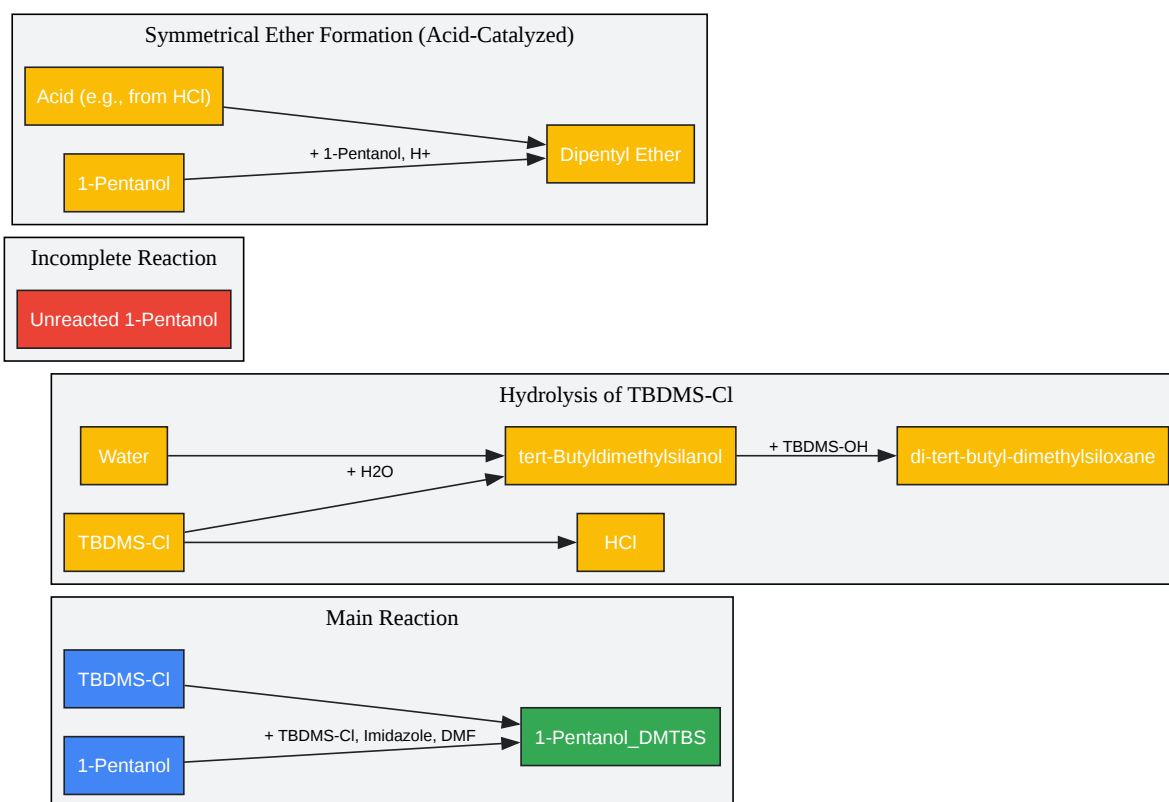 Symmetrical Ether Formation (Acid-Catalyzed)
Acid (e.g., from HCl)
+ 1-Pentanol, H+
Dipentyl Ether
1-Pentanol
Incomplete Reaction
Unreacted 1-Pentanol
Hydrolysis of TBDMS-Cl
Water
+ H2O
tert-Butyldimethylsilanol
+ TBDMS-OH
di-tert-butyl-dimethylsiloxane
TBDMS-Cl
HCl
Main Reaction
TBDMS-Cl
+ TBDMS-Cl, Imidazole, DMF
1-Pentanol_DMTBS
1-Pentanol